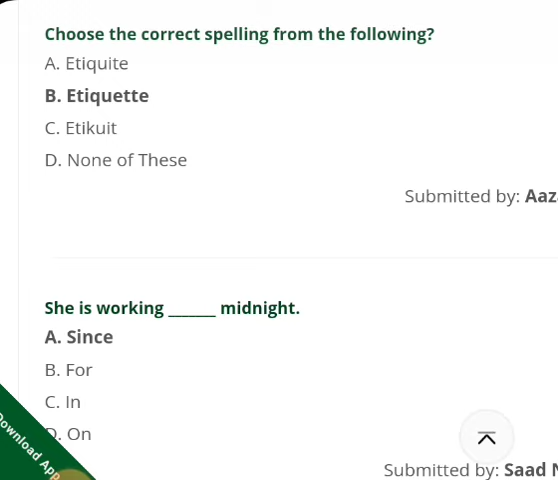 Choose the correct spelling from the following?
A. Etiquite
B. Etiquette
C. Etikuit
D. None of These
Submitted by: Aaz
She is working ______ midnight.
A. Since
B. For
C. In
D. On
Download App
Submitted by: Saad